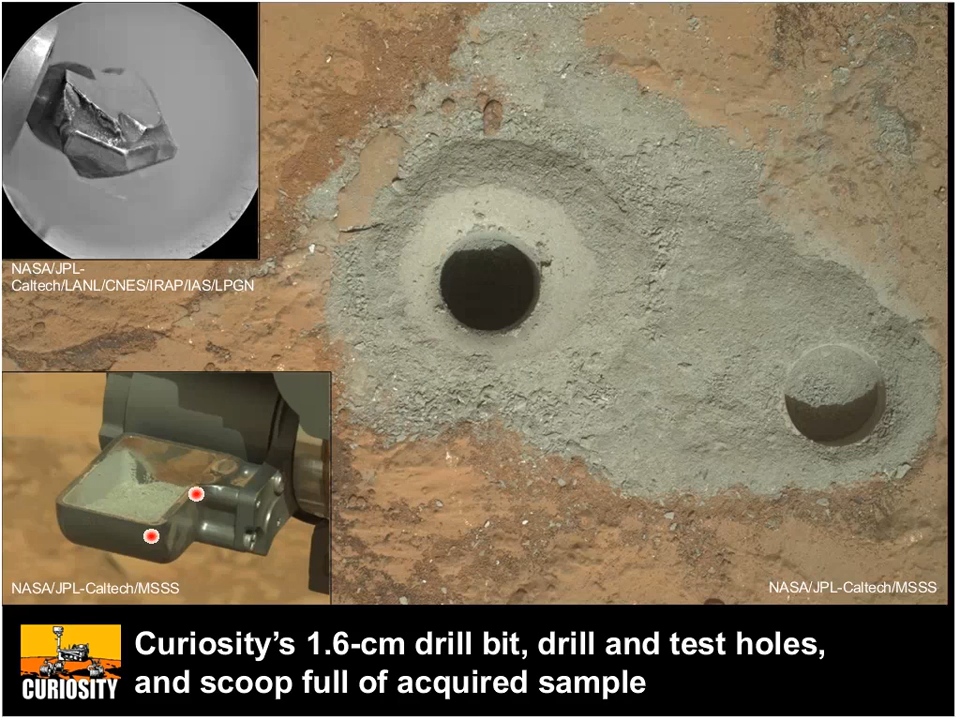 NASA/JPL-
Caltech/LANL/CNES/IRAP/IAS/LPGN
NASA/JPL-Caltech/MSSS
NASA/JPL-Caltech/MSSS
CURIOSITY
Curiosity’s 1.6-cm drill bit, drill and test holes,
and scoop full of acquired sample